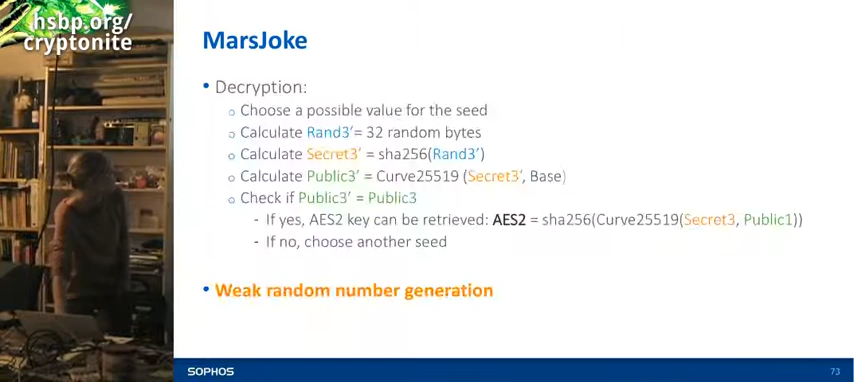 hsbp.org/
cryptonite
MarsJoke
• Decryption:
o Choose a possible value for the seed
o Calculate Rand3’= 32 random bytes
o Calculate Secret3’ = sha256(Rand3’)
o Calculate Public3’ = Curve25519 (Secret3’, Base)
o Check if Public3’ = Public3
- If yes, AES2 key can be retrieved: AES2 = sha256(Curve25519(Secret3, Public1))
- If no, choose another seed
• Weak random number generation
SOPHOS
73